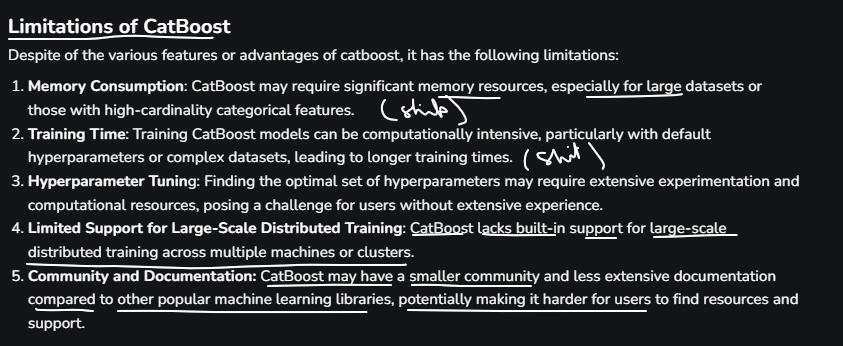 Limitations of CatBoost
Despite of the various features or advantages of catboost, it has the following limitations:
1. Memory Consumption: CatBoost may require significant memory resources, especially for large datasets or
those with high-cardinality categorical features.
2. Training Time: Training CatBoost models can be computationally intensive, particularly with default
hyperparameters or complex datasets, leading to longer training times. (shit)
3. Hyperparameter Tuning: Finding the optimal set of hyperparameters may require extensive experimentation and
computational resources, posing a challenge for users without extensive experience.
4. Limited Support for Large-Scale Distributed Training: CatBoost lacks built-in support for large-scale
distributed training across multiple machines or clusters.
5. Community and Documentation: CatBoost may have a smaller community and less extensive documentation
compared to other popular machine learning libraries, potentially making it harder for users to find resources and
support.